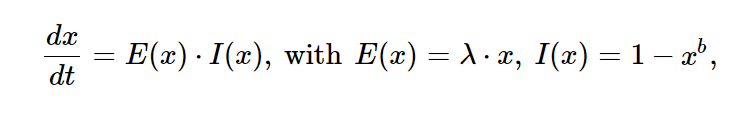 dx/dt = E(x) · I(x), with E(x) = λ · x, I(x) = 1 − x^b,